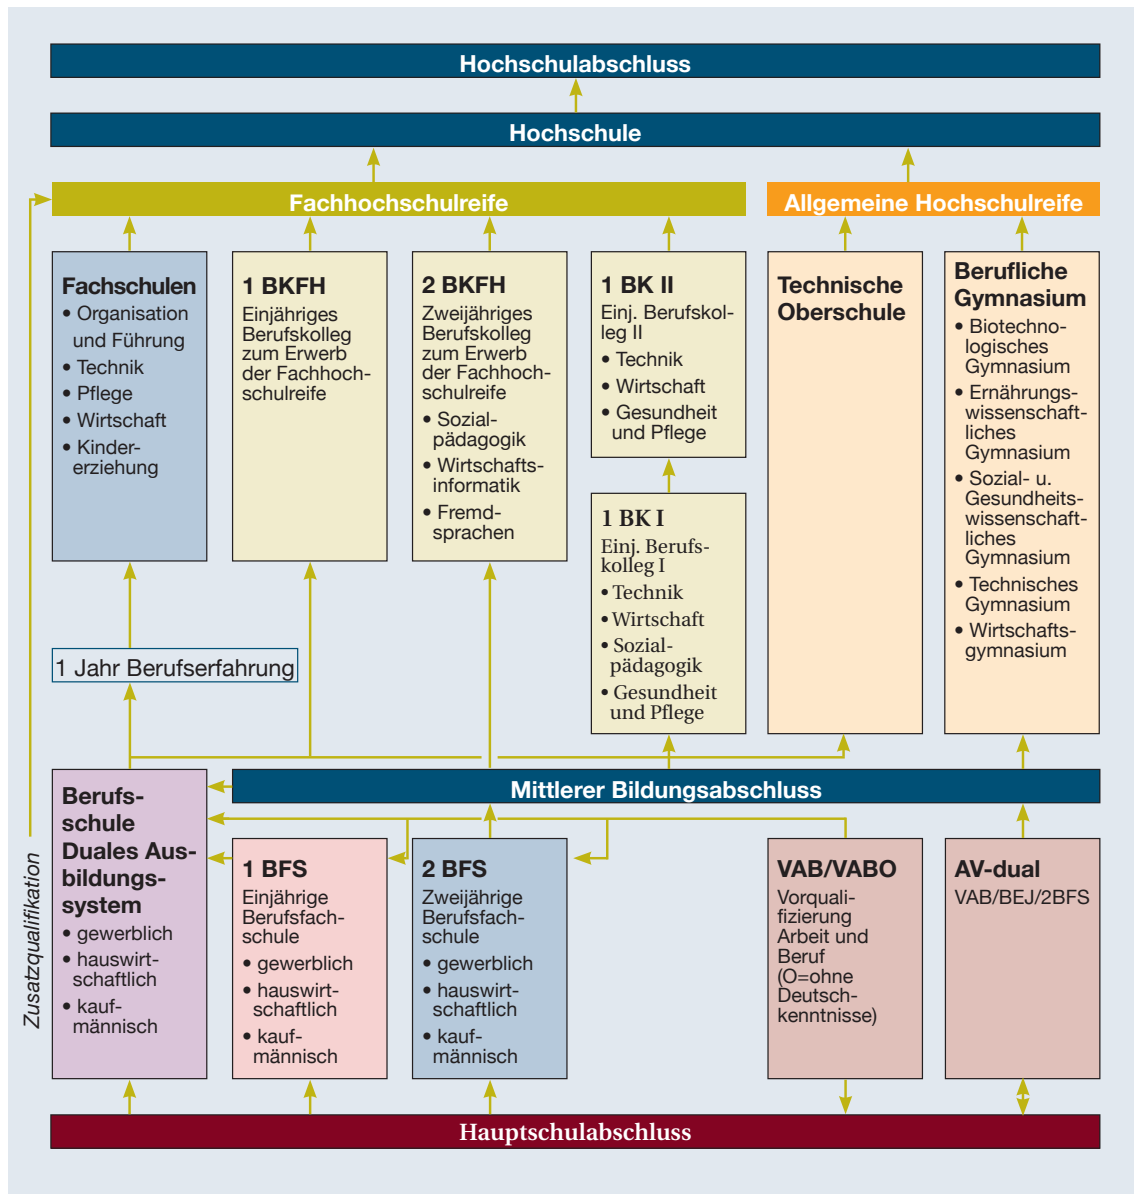 Hochschulabschluss
Hochschule
Fachhochschulreife
Allgemeine Hochschulreife
Fachschulen
• Organisation
und Führung
• Technik
• Pflege
• Wirtschaft
• Kinder-
erziehung
1 BKFH
Einjähriges
Berufskolleg
zum Erwerb
der Fachhoch-
schulreife
2 BKFH
Zweijähriges
Berufskolleg
zum Erwerb
der Fachhoch-
schulreife
• Sozial-
pädagogik
• Wirtschafts-
informatik
• Fremd-
sprachen
1 BK II
Einj. Berufskol-
leg II
• Technik
• Wirtschaft
• Gesundheit
und Pflege
1 BK I
Einj. Berufs-
kolleg I
• Technik
• Wirtschaft
• Sozial-
pädagogik
• Gesundheit
und Pflege
Technische
Oberschule
Berufliche
Gymnasium
• Biotechno-
logisches
Gymnasium
• Ernährungs-
wissenschaft-
liches
Gymnasium
• Sozial- u.
Gesundheits-
wissenschaft-
liches
Gymnasium
• Technisches
Gymnasium
• Wirtschafts-
gymnasium
1 Jahr Berufserfahrung
Zusatzqualifikation
Mittlerer Bildungsabschluss
Berufs-
schule
Duales Aus-
bildungs-
system
• gewerblich
• hauswirt-
schaftlich
• kauf-
männisch
1 BFS
Einjährige
Berufsfach-
schule
• gewerblich
• hauswirt-
schaftlich
• kauf-
männisch
2 BFS
Zweijährige
Berufsfach-
schule
• gewerblich
• hauswirt-
schaftlich
• kauf-
männisch
VAB/VABO
Vorquali-
fizierung
Arbeit und
Beruf
(O=ohne
Deutsch-
kenntnisse)
AV-dual
VAB/BEJ/2BFS
Hauptschulabschluss